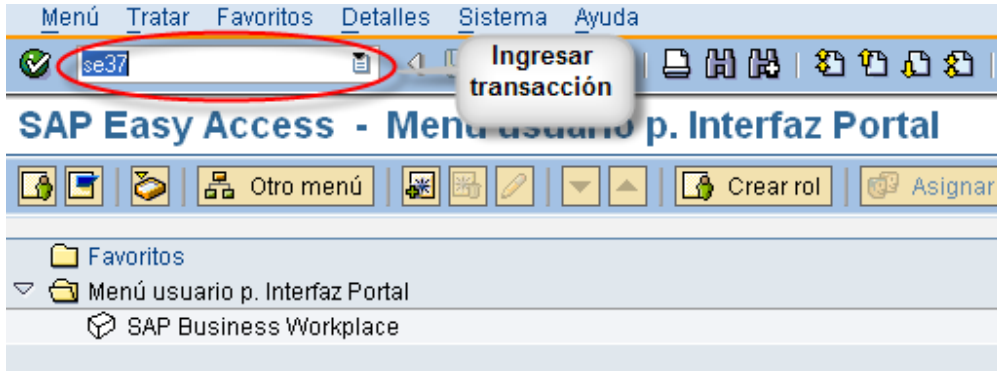 Menú Tratar Favoritos Detalles Sistema Ayuda
se37
Ingresar
transacción
SAP Easy Access - Menú usuario p. Interfaz Portal
Otro menú Crear rol Asignar
Favoritos
Menú usuario p. Interfaz Portal
SAP Business Workplace